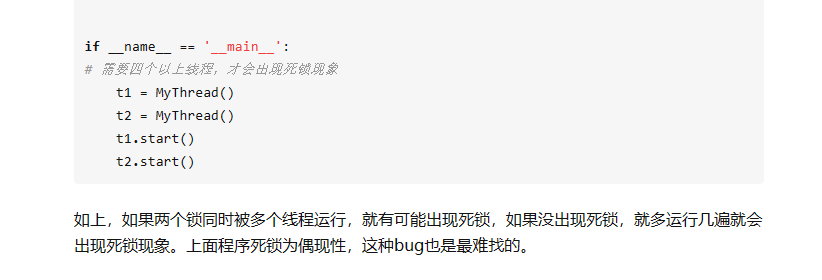 if __name__ == '__main__':
# 需要四个以上线程，才会出现死锁现象
    t1 = MyThread()
    t2 = MyThread()
    t1.start()
    t2.start()
如上，如果两个锁同时被多个线程运行，就有可能出现死锁，如果没出现死锁，就多运行几遍就会
出现死锁现象。上面程序死锁为偶现性，这种bug也是最难找的。